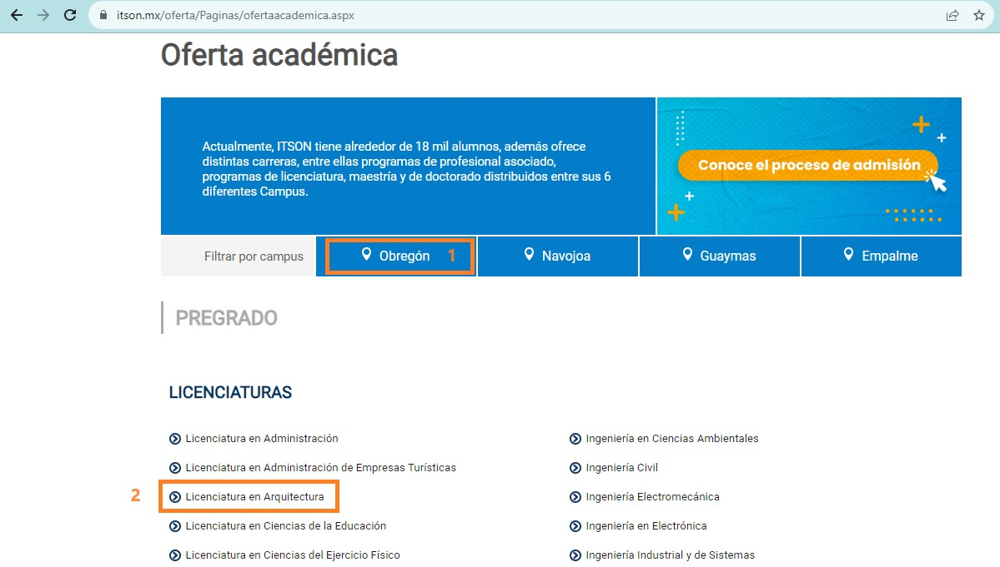 itson.mx/oferta/Paginas/ofertaacademica.aspx
Oferta académica
Actualmente, ITSON tiene alrededor de 18 mil alumnos, además ofrece
distintas carreras, entre ellas programas de profesional asociado,
programas de licenciatura, maestría y de doctorado distribuidos entre sus 6
diferentes Campus.
Conoce el proceso de admisión
Filtrar por campus
Obregón 1
Navojoa
Guaymas
Empalme
PREGRADO
LICENCIATURAS
Licenciatura en Administración
Licenciatura en Administración de Empresas Turísticas
2 Licenciatura en Arquitectura
Licenciatura en Ciencias de la Educación
Licenciatura en Ciencias del Ejercicio Físico
Ingeniería en Ciencias Ambientales
Ingeniería Civil
Ingeniería Electromecánica
Ingeniería en Electrónica
Ingeniería Industrial y de Sistemas